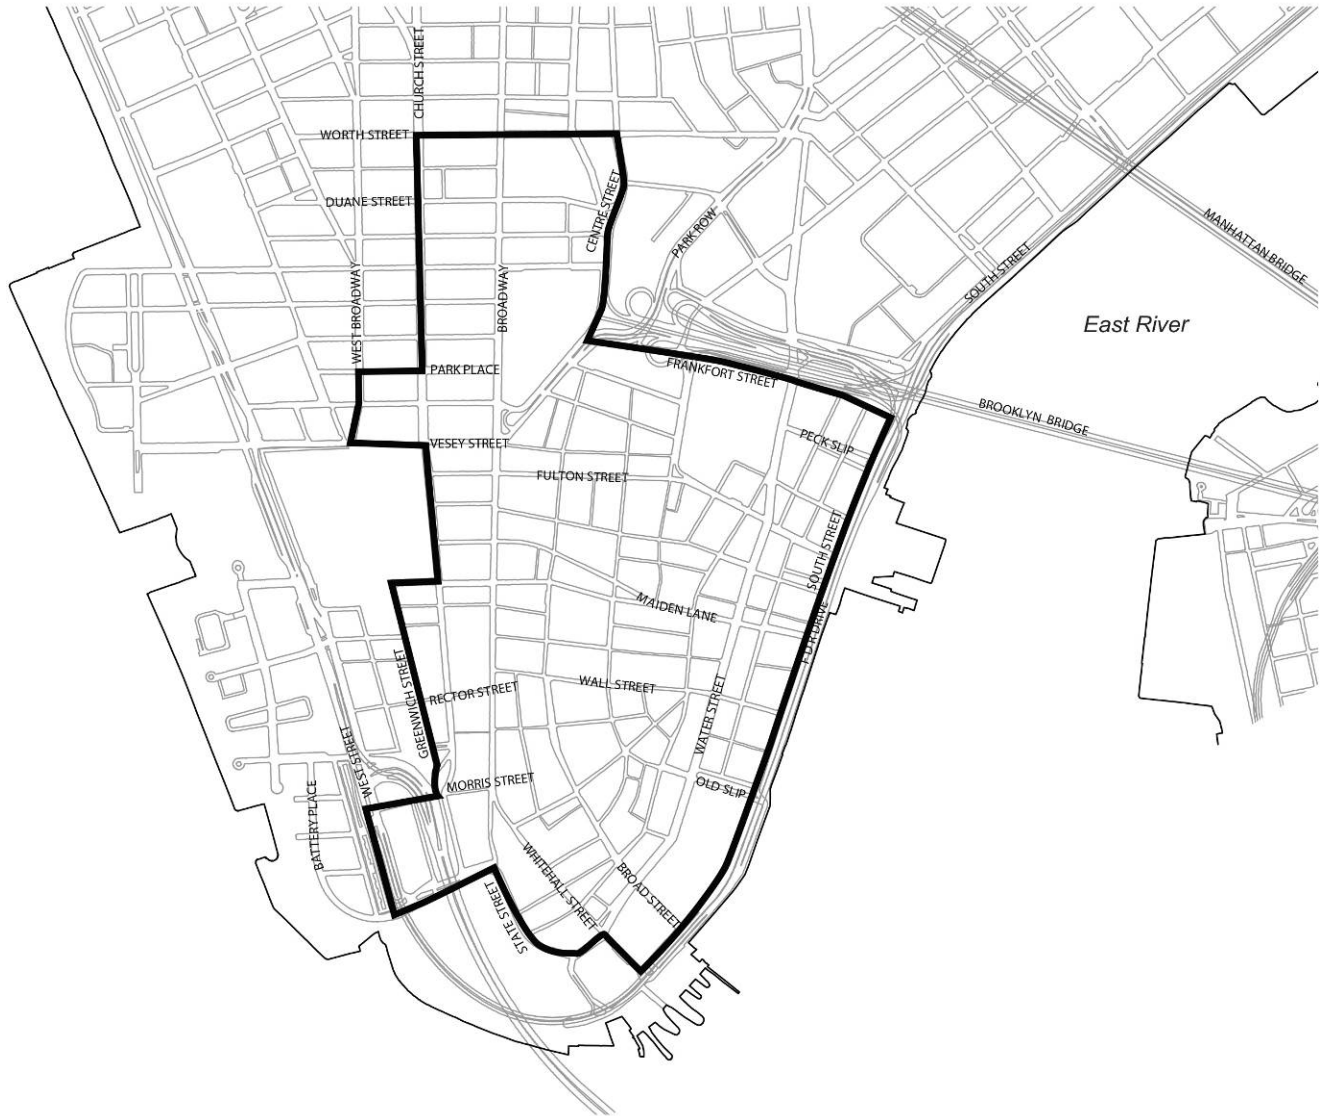 CHURCH STREET
WORTH STREET
DUANE STREET
CENTRE STREET
PARK ROW
MANHATTAN BRIDGE
SOUTH STREET
WEST BROADWAY
BROADWAY
East River
PARK PLACE
FRANKFORT STREET
BROOKLYN BRIDGE
VESEY STREET
PECK SLIP
FULTON STREET
SOUTH STREET
MAIDEN LANE
F D R DRIVE
GREENWICH STREET
RECTOR STREET
WALL STREET
WATER STREET
WEST STREET
MORRIS STREET
OLD SLIP
BATTERY PLACE
WHITEHALL STREET
BROAD STREET
STATE STREET